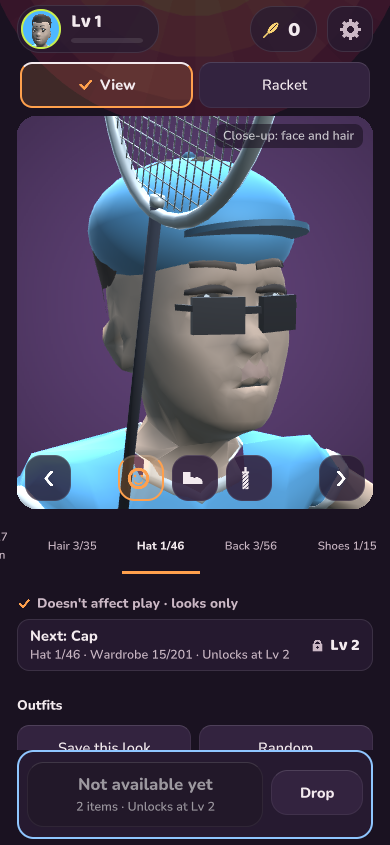 Lv 1
0
View
Racket
Close-up: face and hair
7
n
Hair 3/35
Hat 1/46
Back 3/56
Shoes 1/15
Doesn't affect play · looks only
Next: Cap
Hat 1/46 · Wardrobe 15/201 · Unlocks at Lv 2
Lv 2
Outfits
Save this look
Random
Not available yet
2 items · Unlocks at Lv 2
Drop